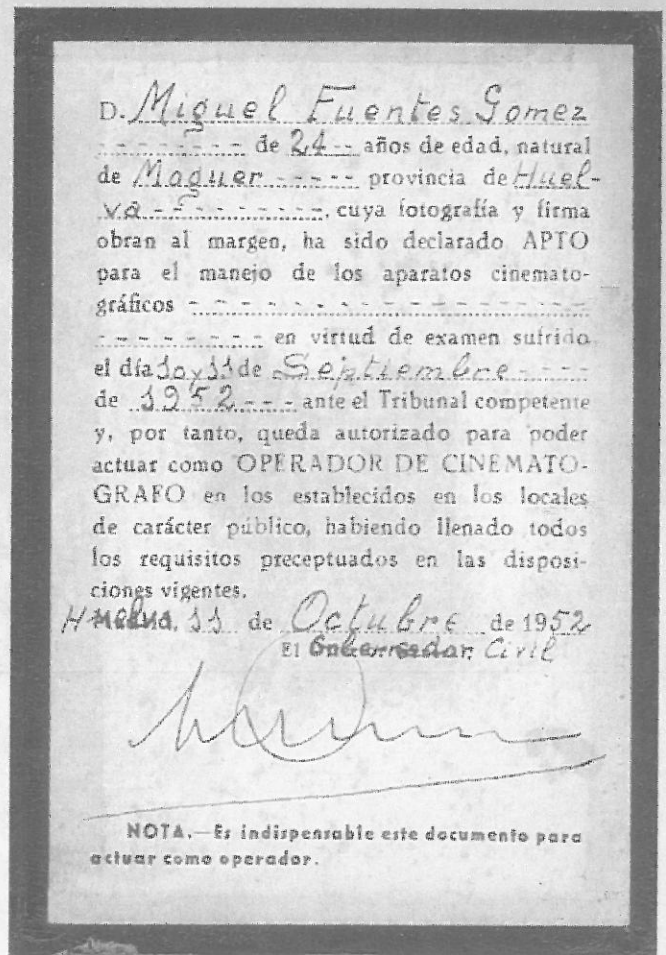 D. Miguel Fuentes Gomez
- - - - - - - - de 24 - - años de edad, natural
de Moguer - - - - - provincia de Huel-
va - - - - - - - - -, cuya fotografía y firma
obran al margen, ha sido declarado APTO
para el manejo de los aparatos cinemato-
gráficos - - - - - - - - - - - - - - - - - -
- - - - - - - - en virtud de examen sufrido
el día 10 y 11 de Septiembre - - - -
de 1952 - - - ante el Tribunal competente
y, por tanto, queda autorizado para poder
actuar como OPERADOR DE CINEMATO-
GRAFO en los establecidos en los locales
de carácter público, habiendo llenado todos
los requisitos preceptuados en las disposi-
ciones vigentes.
11 de Octubre de 1952
El Gobernador Civil
NOTA.—Es indispensable este documento para
actuar como operador.